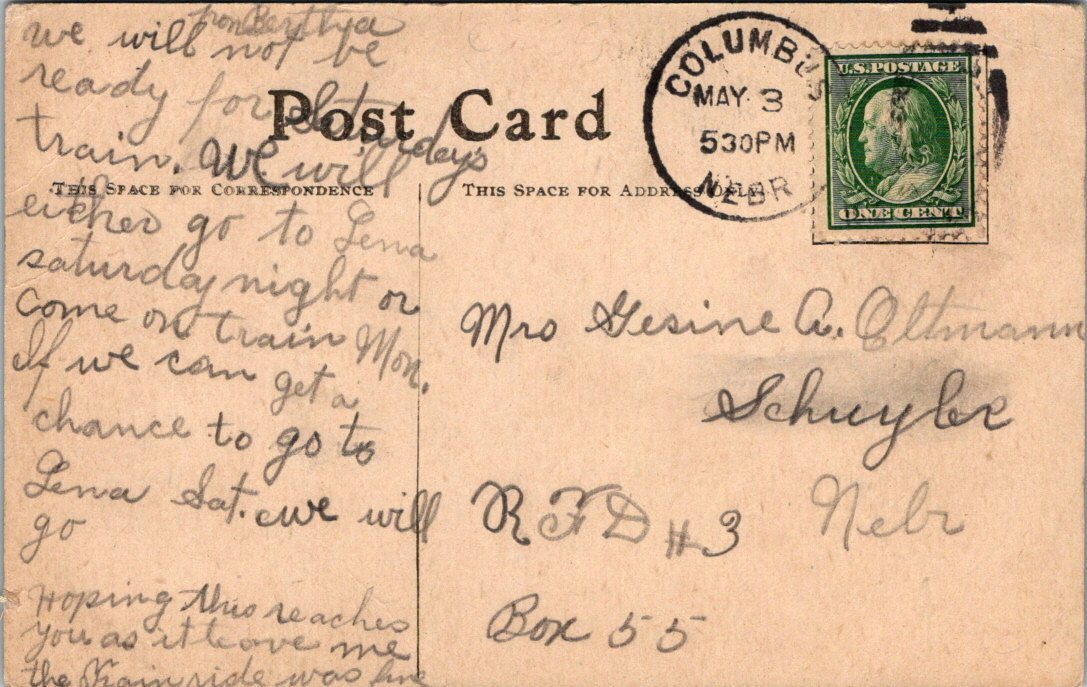 from Berthya
we will not be
ready for Saturdays
train. We will
either go to Lena
saturday night or
come on train Mon.
If we can get a
chance to go to
Lena Sat. we will
go
Hoping this reaches
you as it leave me
the train ride was fine
Post Card
THIS SPACE FOR CORRESPONDENCE
THIS SPACE FOR ADDRESS ONLY
COLUMBUS
MAY 3
530PM
NEBR
U.S. POSTAGE
ONE CENT
Mrs Gesine A. Oltmann
Schuyler
RFD #3 Nebr
Box 55